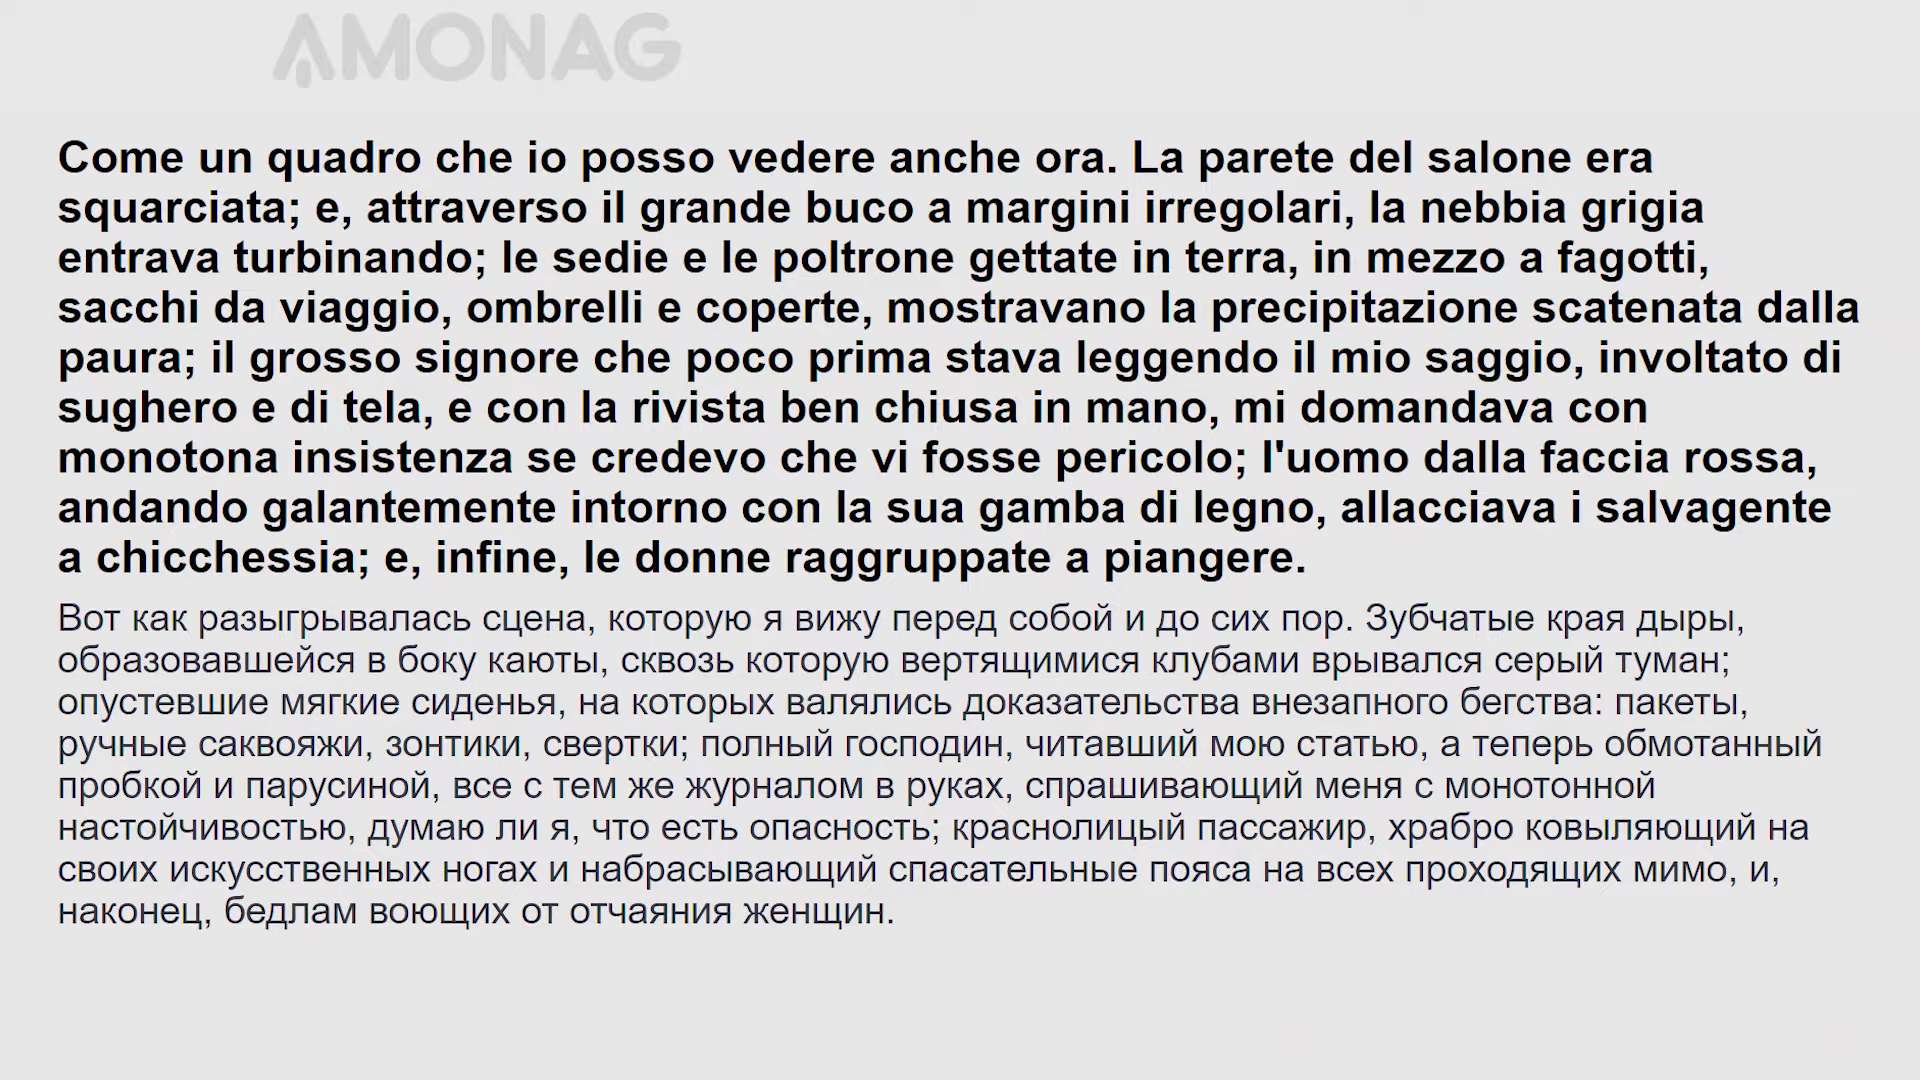 AMONAG
Come un quadro che io posso vedere anche ora. La parete del salone era
squarciata; e, attraverso il grande buco a margini irregolari, la nebbia grigia
entrava turbinando; le sedie e le poltrone gettate in terra, in mezzo a fagotti,
sacchi da viaggio, ombrelli e coperte, mostravano la precipitazione scatenata dalla
paura; il grosso signore che poco prima stava leggendo il mio saggio, involtato di
sughero e di tela, e con la rivista ben chiusa in mano, mi domandava con
monotona insistenza se credevo che vi fosse pericolo; l'uomo dalla faccia rossa,
andando galantemente intorno con la sua gamba di legno, allacciava i salvagente
a chicchessia; e, infine, le donne raggruppate a piangere.
Вот как разыгрывалась сцена, которую я вижу перед собой и до сих пор. Зубчатые края дыры,
образовавшейся в боку каюты, сквозь которую вертящимися клубами врывался серый туман;
опустевшие мягкие сиденья, на которых валялись доказательства внезапного бегства: пакеты,
ручные саквояжи, зонтики, свертки; полный господин, читавший мою статью, а теперь обмотанный
пробкой и парусиной, все с тем же журналом в руках, спрашивающий меня с монотонной
настойчивостью, думаю ли я, что есть опасность; краснолицый пассажир, храбро ковыляющий на
своих искусственных ногах и набрасывающий спасательные пояса на всех проходящих мимо, и,
наконец, бедлам воющих от отчаяния женщин.